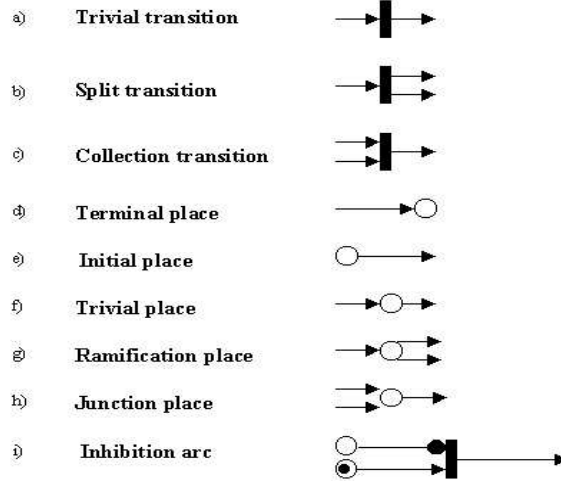 a) Trivial transition
b) Split transition
c) Collection transition
d) Terminal place
e) Initial place
f) Trivial place
g) Ramification place
h) Junction place
i) Inhibition arc